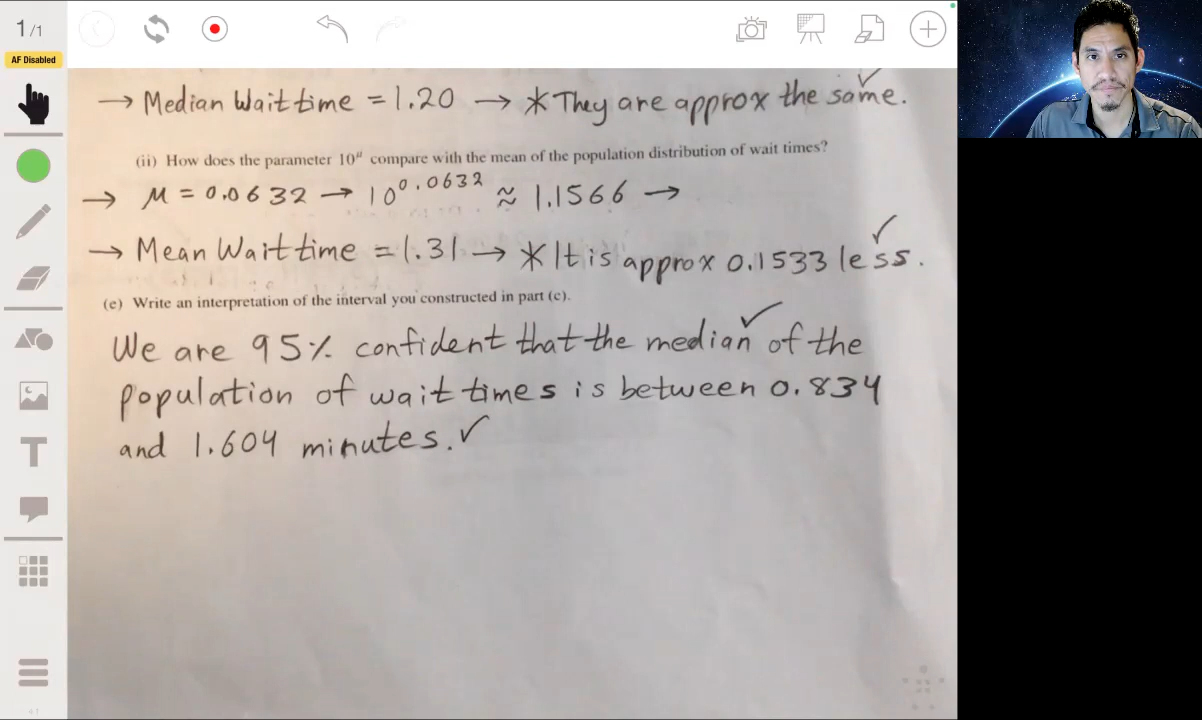 1/1
AF Disabled
→ Median Wait time = 1.20 → * They are approx the same. ✓
(ii) How does the parameter 10^μ compare with the mean of the population distribution of wait times?
→ μ = 0.0632 → 10^0.0632 ≈ 1.1566 →
→ Mean Wait time = 1.31 → * It is approx 0.1533 less. ✓
(e) Write an interpretation of the interval you constructed in part (c).
We are 95% confident that the median ✓ of the
population of wait times is between 0.834
and 1.604 minutes. ✓
T